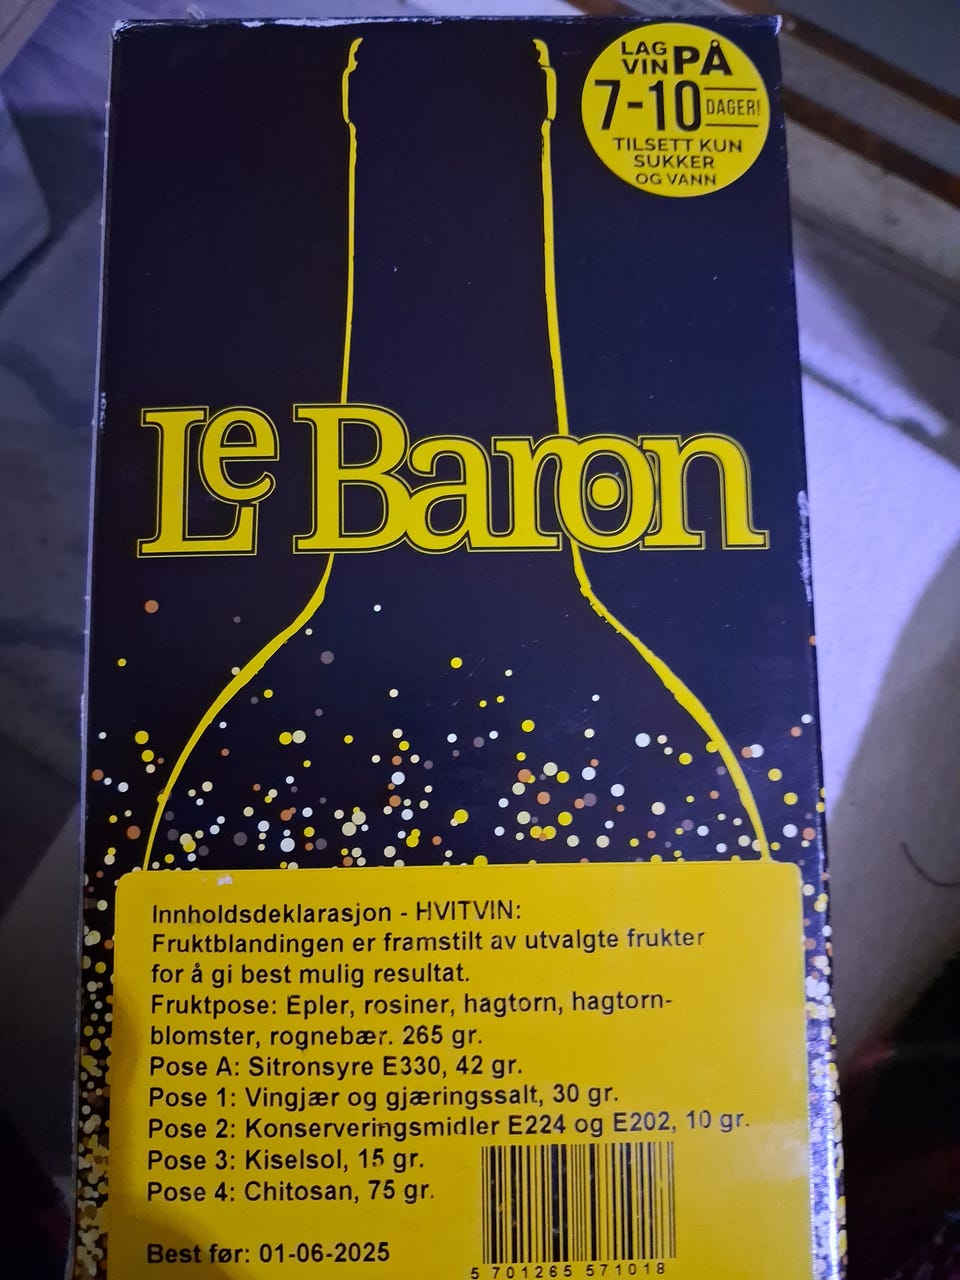 LAG
VIN PÅ
7-10 DAGER!
TILSETT KUN
SUKKER
OG VANN
Le Baron
Innholdsdeklarasjon - HVITVIN:
Fruktblandingen er framstilt av utvalgte frukter
for å gi best mulig resultat.
Fruktpose: Epler, rosiner, hagtorn, hagtorn-
blomster, rognebær. 265 gr.
Pose A: Sitronsyre E330, 42 gr.
Pose 1: Vingjær og gjæringssalt, 30 gr.
Pose 2: Konserveringsmidler E224 og E202, 10 gr.
Pose 3: Kiselsol, 15 gr.
Pose 4: Chitosan, 75 gr.
Best før: 01-06-2025
5 701265 571018